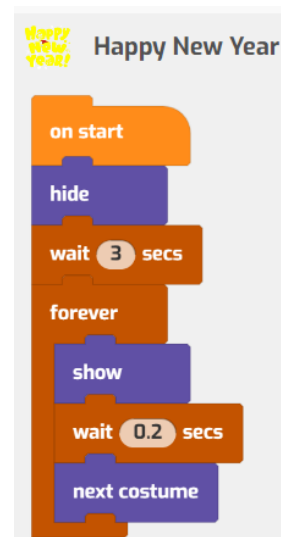 Happy
New
Year!
Happy New Year
on start
hide
wait 3 secs
forever
show
wait 0.2 secs
next costume